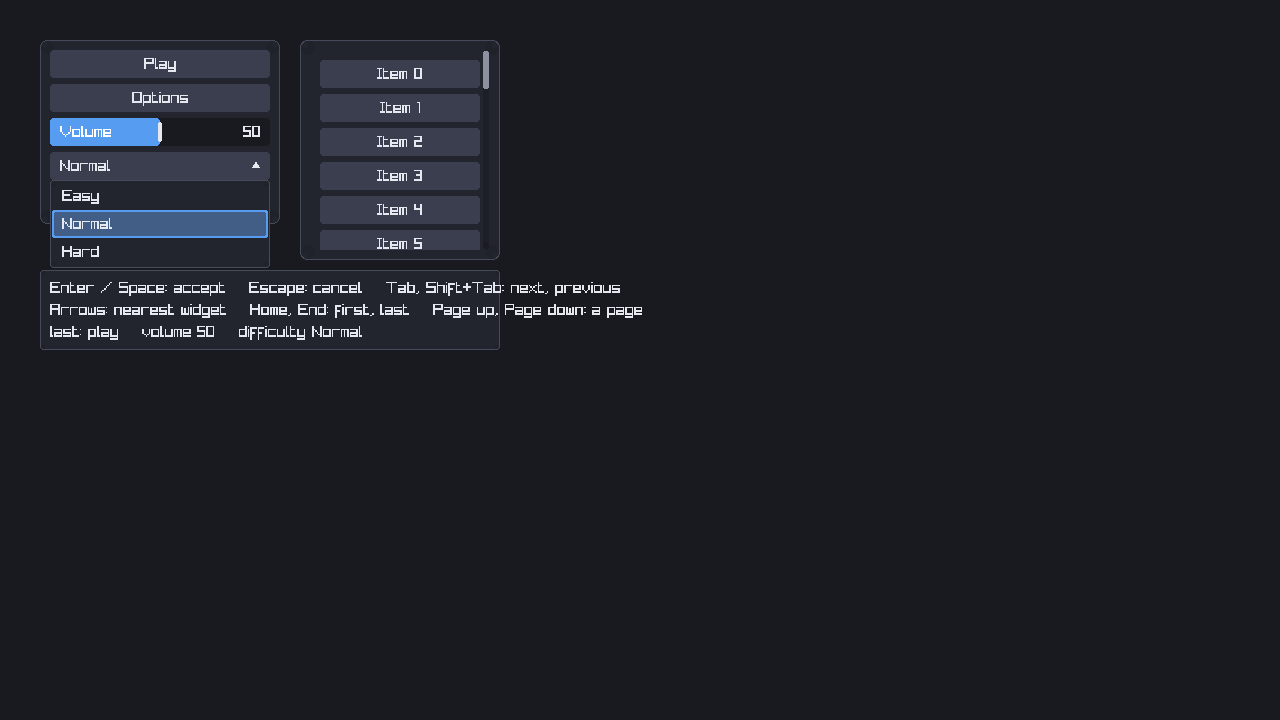 Play
Options
Volume 50
Normal
Easy
Normal
Hard
Item 0
Item 1
Item 2
Item 3
Item 4
Item 5
Enter / Space: accept Escape: cancel Tab, Shift+Tab: next, previous
Arrows: nearest widget Home, End: first, last Page up, Page down: a page
last: play volume 50 difficulty Normal